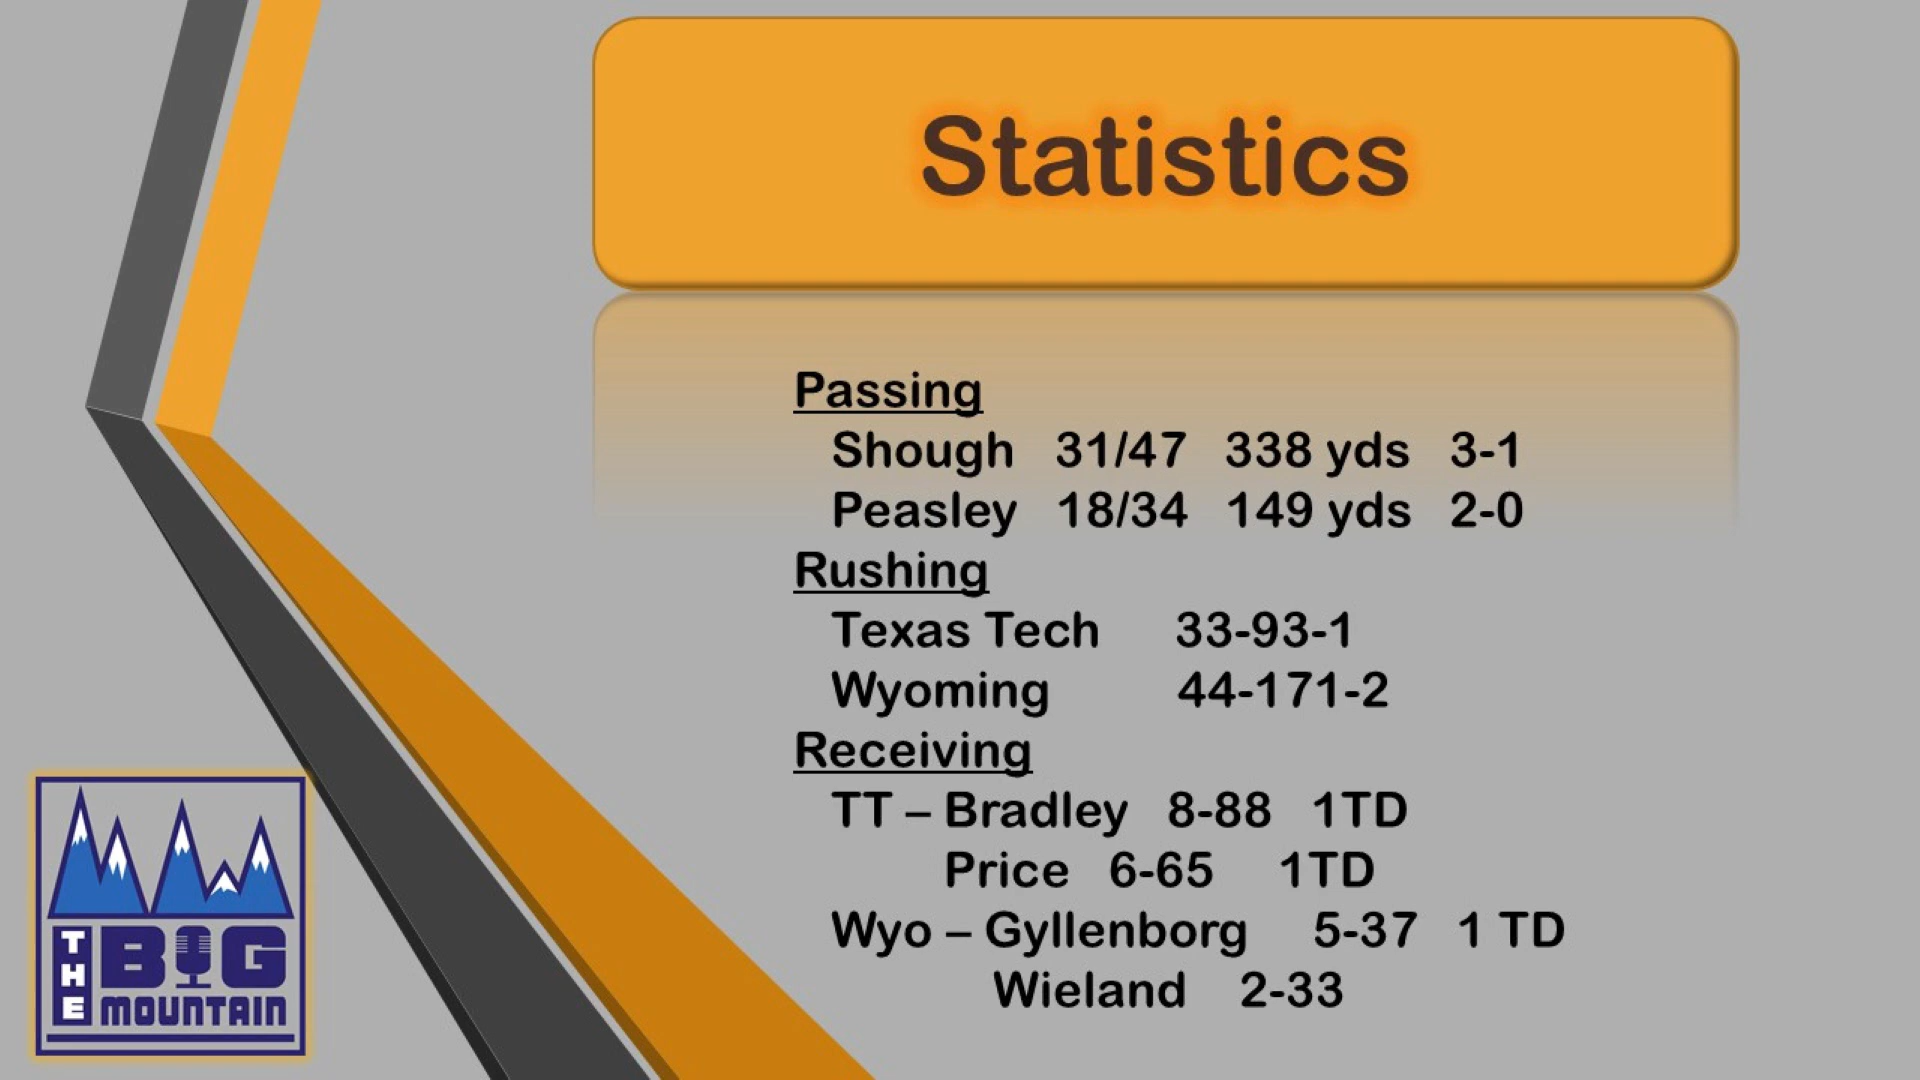 Statistics
Passing
Shough 31/47 338 yds 3-1
Peasley 18/34 149 yds 2-0
Rushing
Texas Tech 33-93-1
Wyoming 44-171-2
Receiving
TT – Bradley 8-88 1TD
Price 6-65 1TD
Wyo – Gyllenborg 5-37 1 TD
Wieland 2-33
THE
BIG
MOUNTAIN